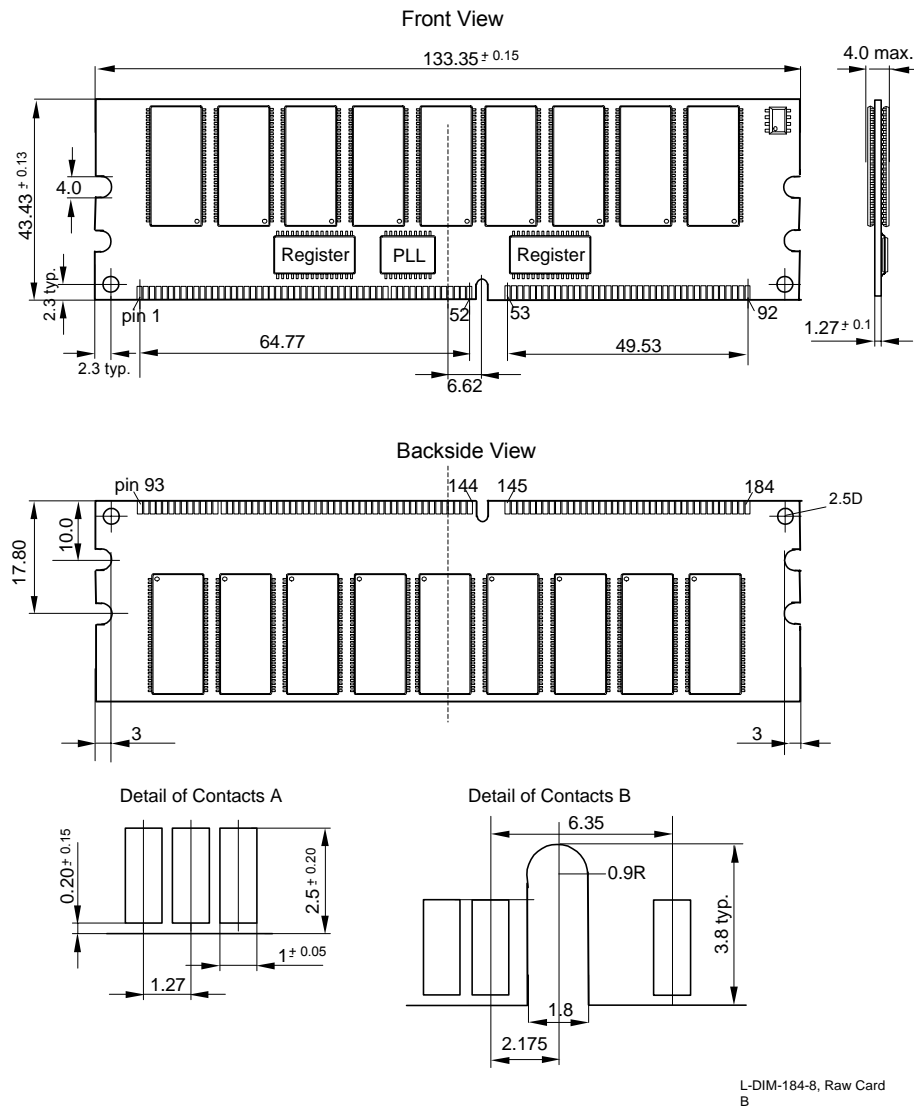 Front View
133.35 ± 0.15
4.0 max.
43.43 ± 0.13
4.0
Register
PLL
Register
2.3 typ.
pin 1
52
53
92
1.27 ± 0.1
64.77
49.53
2.3 typ.
6.62
Backside View
pin 93
144
145
184
2.5D
10.0
17.80
3
3
Detail of Contacts A
Detail of Contacts B
6.35
0.20 ± 0.15
2.5 ± 0.20
0.9R
3.8 typ.
1 ± 0.05
1.27
1.8
2.175
L-DIM-184-8, Raw Card
B